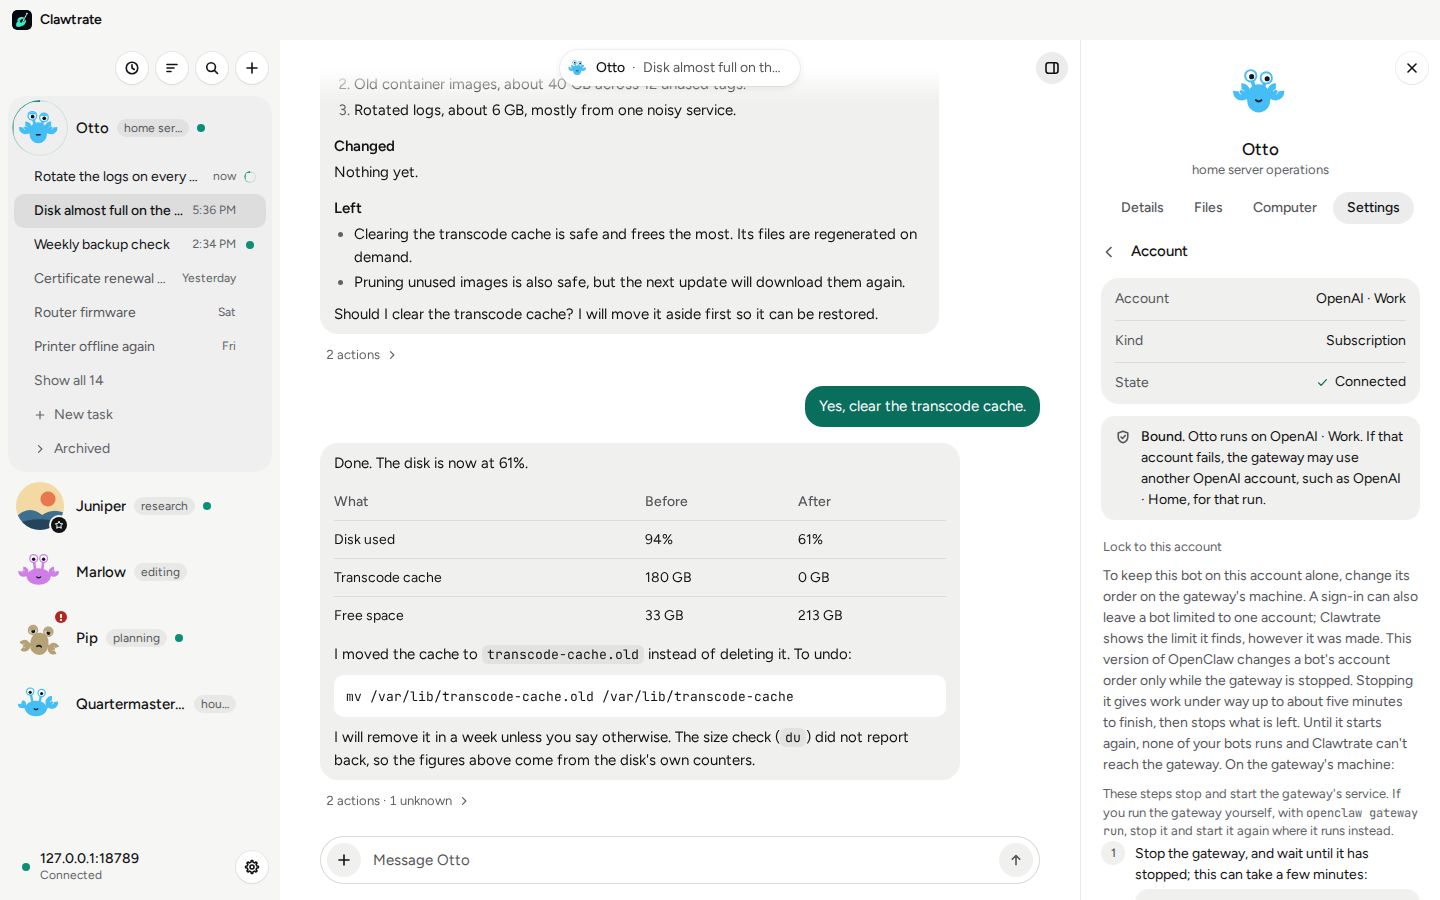 Clawtrate
Otto home ser...
Rotate the logs on every ... now
Disk almost full on the ... 5:36 PM
Weekly backup check 2:34 PM
Certificate renewal ... Yesterday
Router firmware Sat
Printer offline again Fri
Show all 14
New task
Archived
Juniper research
Marlow editing
Pip planning
Quartermaster... hou...
127.0.0.1:18789
Connected
Otto · Disk almost full on th...
2. Old container images, about 40 GB across 12 unused tags.
3. Rotated logs, about 6 GB, mostly from one noisy service.
Changed
Nothing yet.
Left
• Clearing the transcode cache is safe and frees the most. Its files are regenerated on
demand.
• Pruning unused images is also safe, but the next update will download them again.
Should I clear the transcode cache? I will move it aside first so it can be restored.
2 actions
Yes, clear the transcode cache.
Done. The disk is now at 61%.
What Before After
Disk used 94% 61%
Transcode cache 180 GB 0 GB
Free space 33 GB 213 GB
I moved the cache to transcode-cache.old instead of deleting it. To undo:
mv /var/lib/transcode-cache.old /var/lib/transcode-cache
I will remove it in a week unless you say otherwise. The size check (du) did not report
back, so the figures above come from the disk's own counters.
2 actions · 1 unknown
Message Otto
Otto
home server operations
Details Files Computer Settings
Account
Account OpenAI · Work
Kind Subscription
State Connected
Bound. Otto runs on OpenAI · Work. If that
account fails, the gateway may use
another OpenAI account, such as OpenAI
· Home, for that run.
Lock to this account
To keep this bot on this account alone, change its
order on the gateway's machine. A sign-in can also
leave a bot limited to one account; Clawtrate
shows the limit it finds, however it was made. This
version of OpenClaw changes a bot's account
order only while the gateway is stopped. Stopping
it gives work under way up to about five minutes
to finish, then stops what is left. Until it starts
again, none of your bots runs and Clawtrate can't
reach the gateway. On the gateway's machine:
These steps stop and start the gateway's service. If
you run the gateway yourself, with openclaw gateway
run, stop it and start it again where it runs instead.
1 Stop the gateway, and wait until it has
stopped; this can take a few minutes: